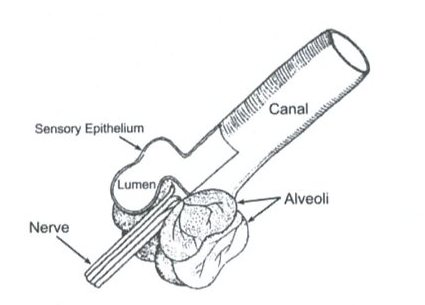 Canal
Sensory Epithelium
Lumen
Alveoli
Nerve